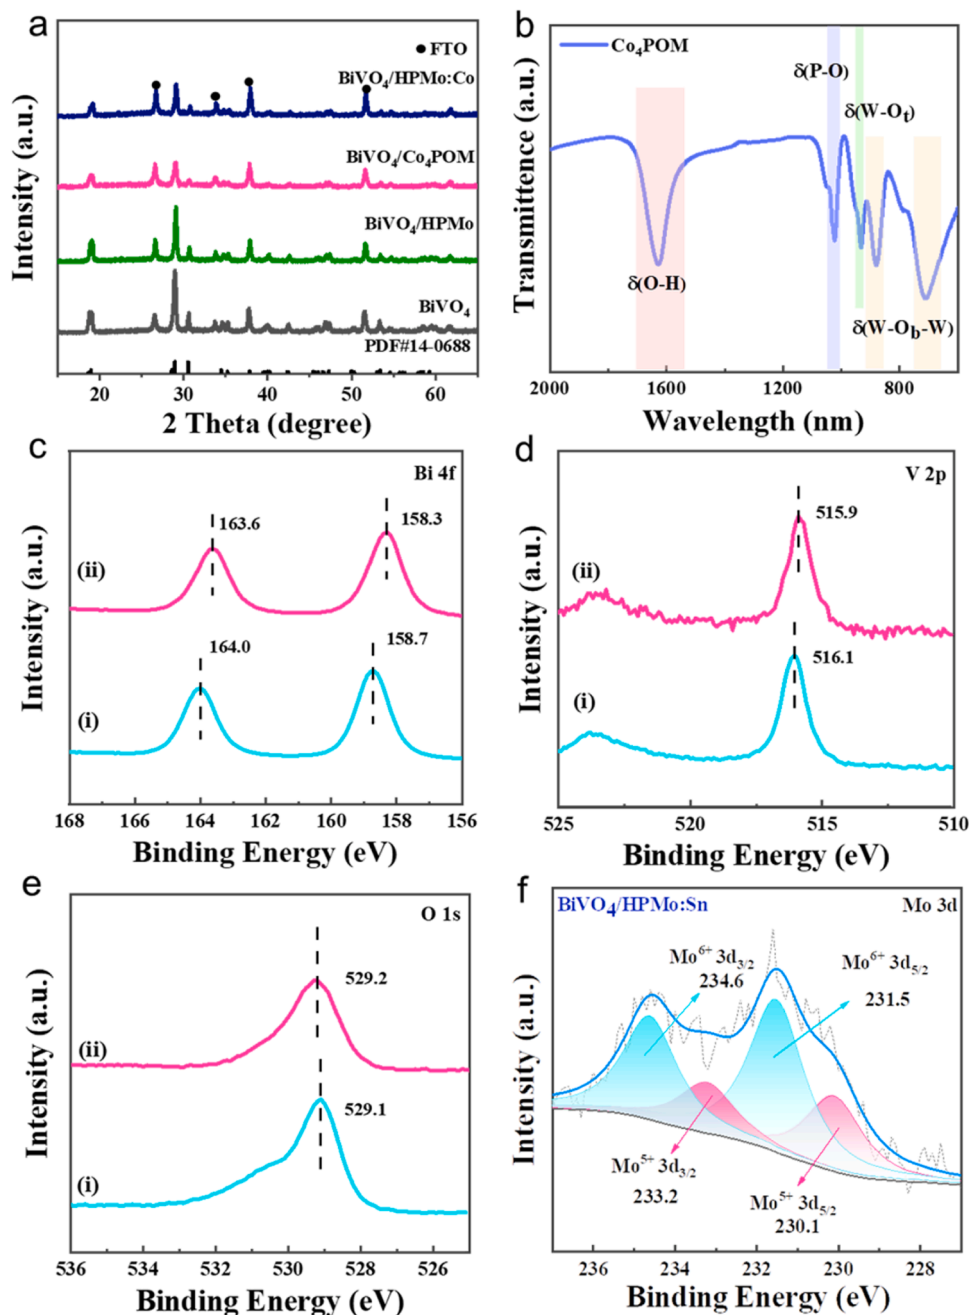 a
● FTO
BiVO₄/HPMo:Co
BiVO₄/Co₄POM
BiVO₄/HPMo
BiVO₄
PDF#14-0688
Intensity (a.u.)
20 30 40 50 60
2 Theta (degree)
b
Co₄POM
δ(P-O)
δ(W-Oₜ)
δ(O-H)
δ(W-O_b-W)
Transmittence (a.u.)
2000 1600 1200 800
Wavelength (nm)
c
Bi 4f
163.6
158.3
(ii)
164.0
158.7
(i)
Intensity (a.u.)
168 166 164 162 160 158 156
Binding Energy (eV)
d
V 2p
515.9
(ii)
516.1
(i)
Intensity (a.u.)
525 520 515 510
Binding Energy (eV)
e
O 1s
529.2
(ii)
529.1
(i)
Intensity (a.u.)
536 534 532 530 528 526
Binding Energy (eV)
f
BiVO₄/HPMo:Sn
Mo 3d
Mo⁶⁺ 3d₃/₂
234.6
Mo⁶⁺ 3d₅/₂
231.5
Mo⁵⁺ 3d₃/₂
233.2
Mo⁵⁺ 3d₅/₂
230.1
Intensity (a.u.)
236 234 232 230 228
Binding Energy (eV)